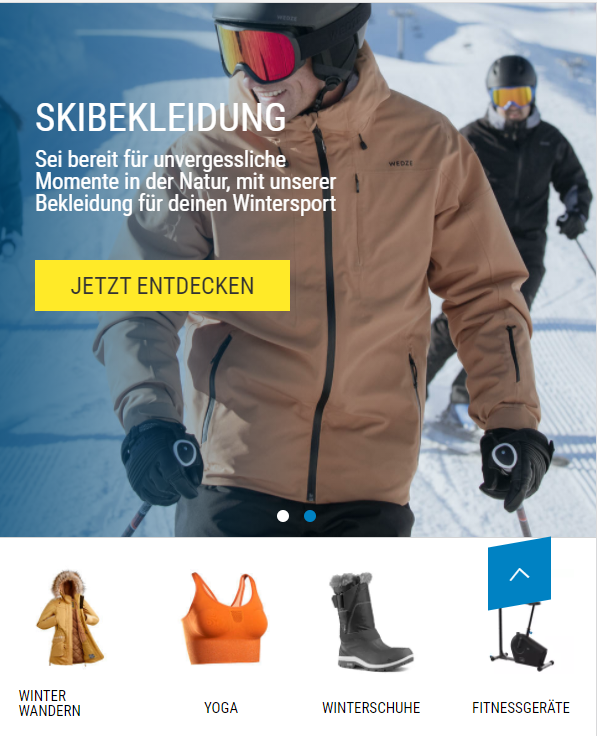 WEDZE
SKIBEKLEIDUNG
WEDZE
Sei bereit für unvergessliche
Momente in der Natur, mit unserer
Bekleidung für deinen Wintersport
JETZT ENTDECKEN
WINTER
WANDERN
YOGA
WINTERSCHUHE
FITNESSGERÄTE